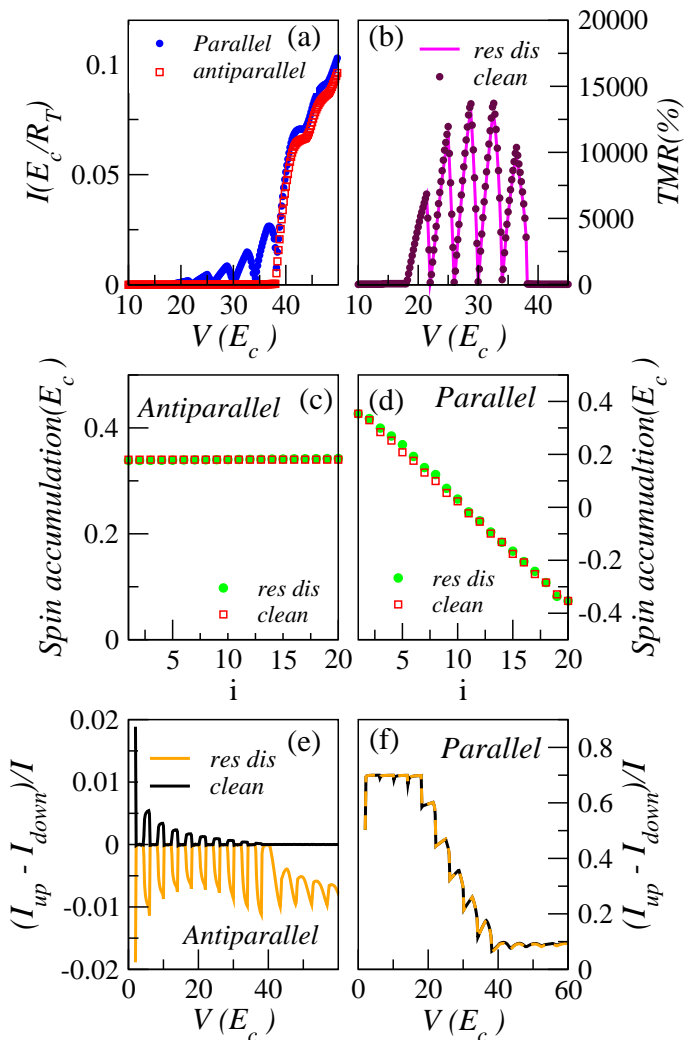 Parallel
antiparallel
(a)
I(E_c/R_T)
0.1
0.05
0
10 20 30 40
V (E_c)
(b)
res dis
clean
TMR(%)
20000
15000
10000
5000
0
10 20 30 40
V (E_c)
Antiparallel
(c)
Spin accumulation(E_c)
0.4
0.2
0
res dis
clean
5 10 15 20
i
(d)
Parallel
Spin accumualtion(E_c)
0.4
0.2
0
-0.2
-0.4
res dis
clean
5 10 15 20
i
(e)
(I_up - I_down)/I
0.02
0.01
0
-0.01
-0.02
res dis
clean
Antiparallel
0 20 40
V (E_c)
(f)
Parallel
(I_up - I_down)/I
0.8
0.6
0.4
0.2
0
0 20 40 60
V (E_c)